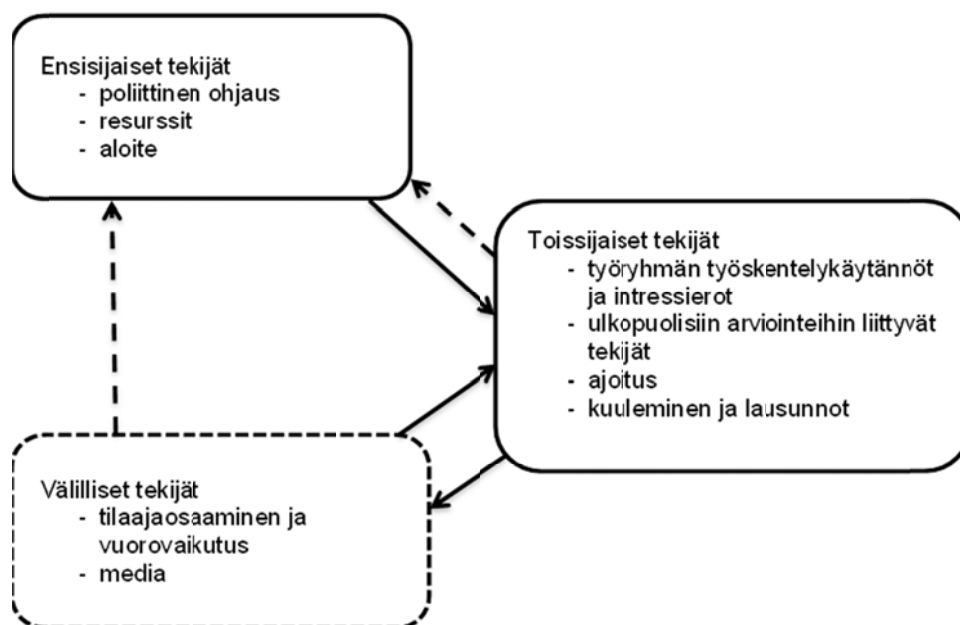 Ensisijaiset tekijät
- poliittinen ohjaus
- resurssit
- aloite
Toissijaiset tekijät
- työryhmän työskentelykäytännöt
ja intressierot
- ulkopuolisiin arviointeihin liittyvät
tekijät
- ajoitus
- kuuleminen ja lausunnot
Välilliset tekijät
- tilaajaosaaminen ja
vuorovaikutus
- media